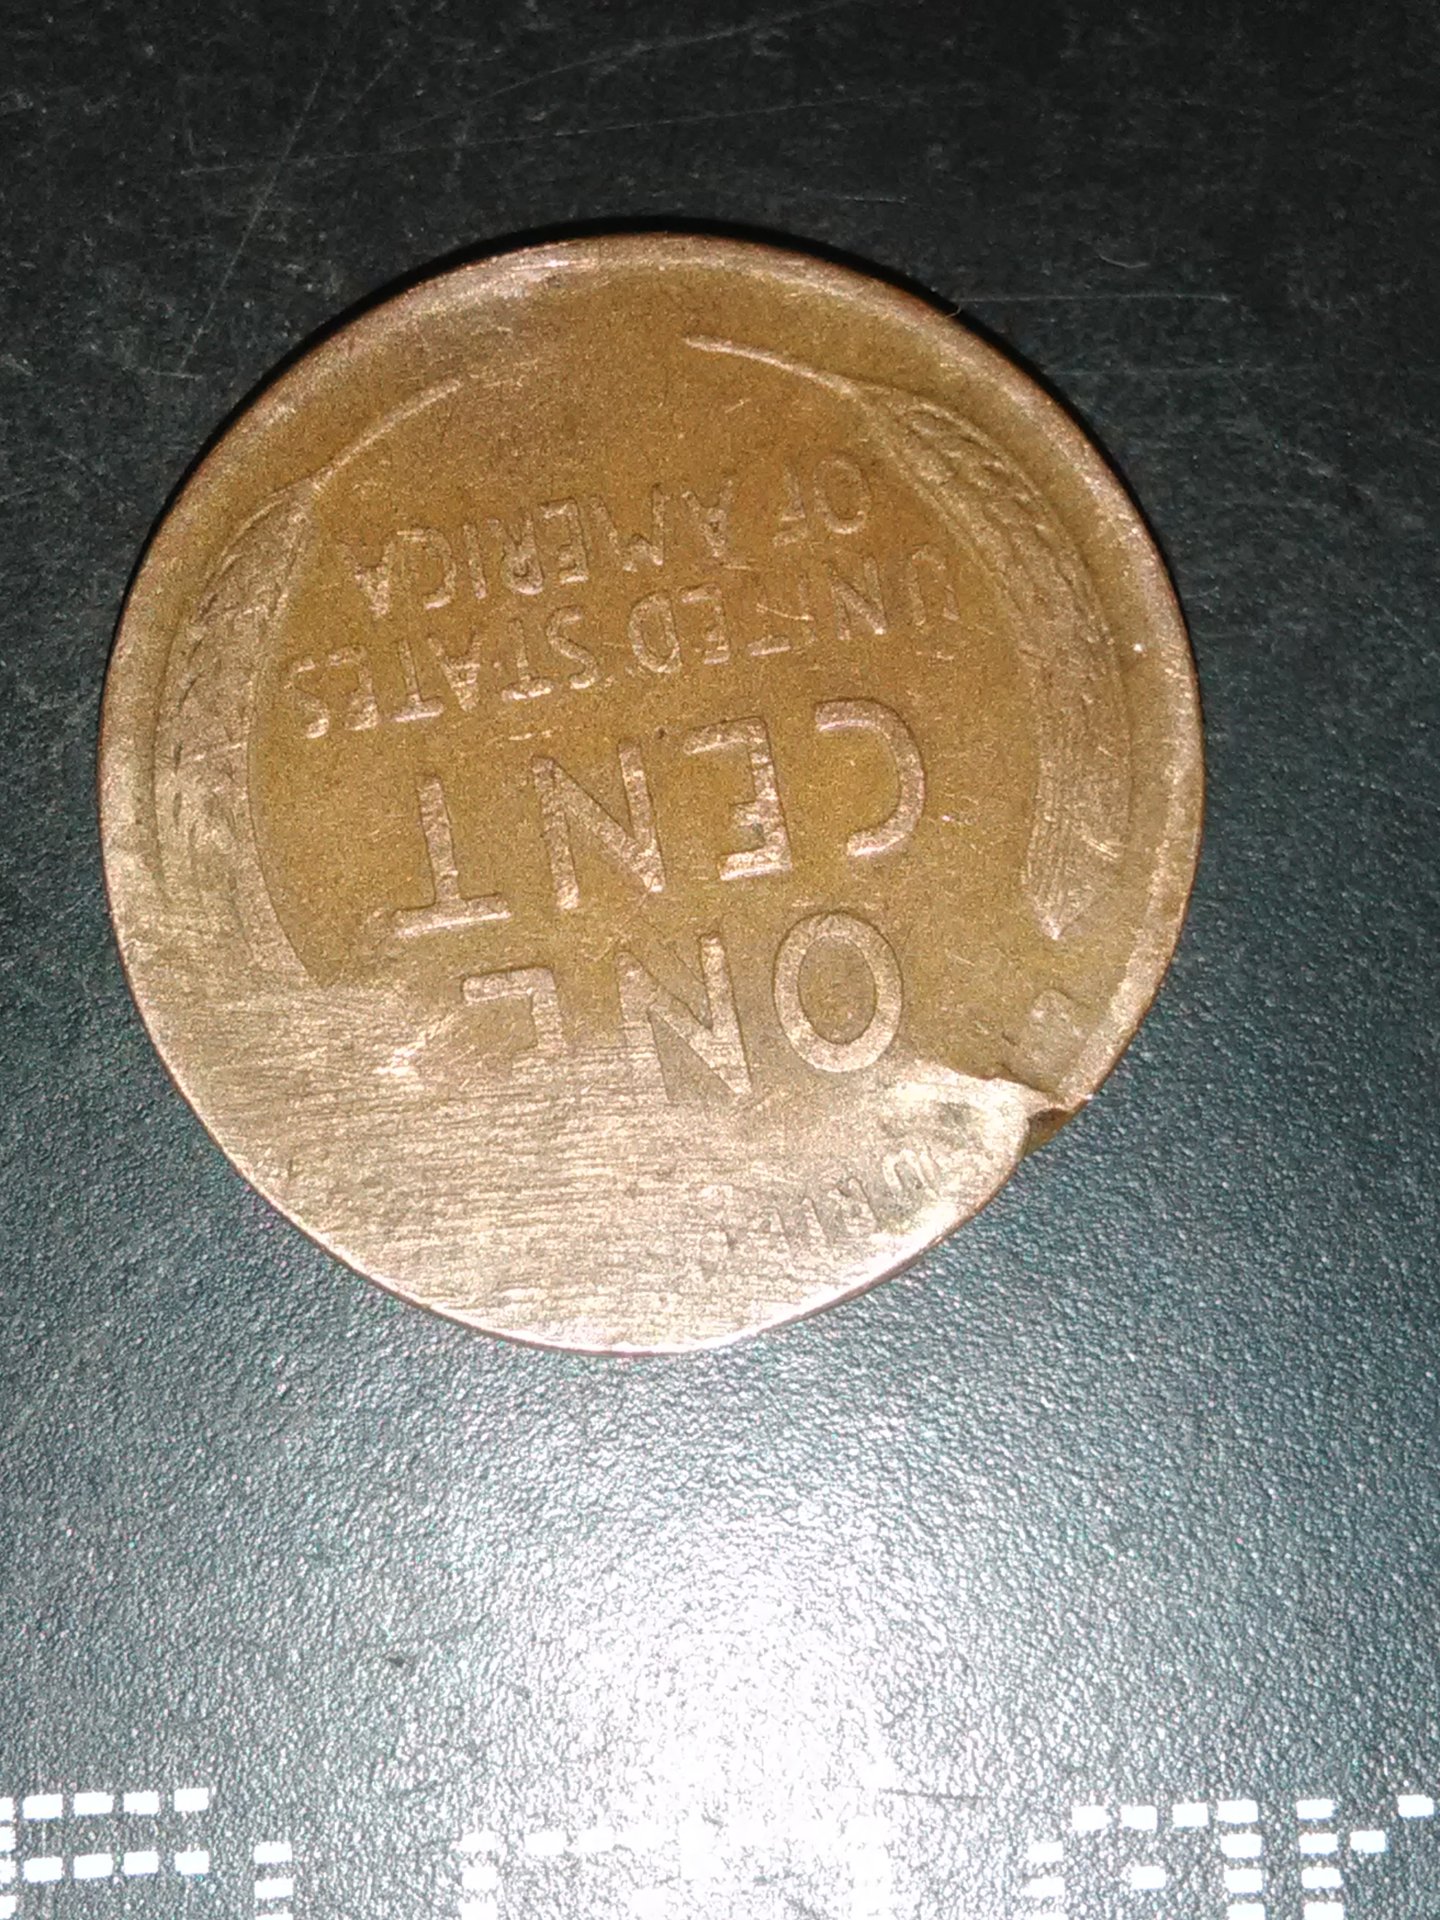 ONE
CENT
UNITED STATES
OF AMERICA